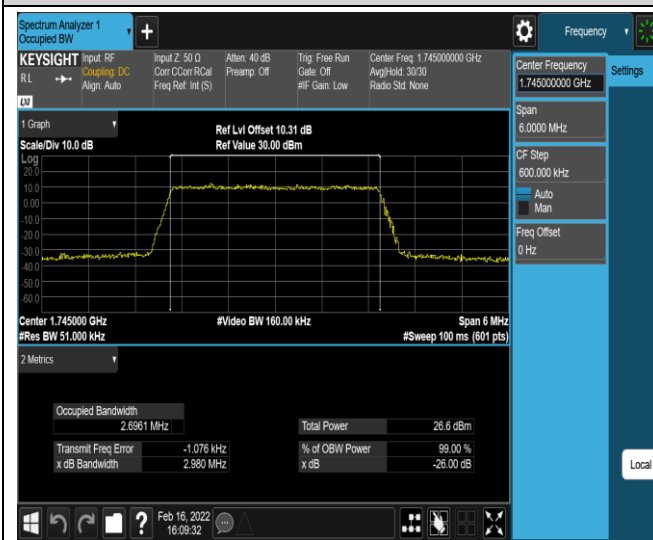 Spectrum Analyzer 1
Occupied BW
Frequency
KEYSIGHT
RL
LXI
Input: RF
Coupling: DC
Align: Auto
Input Z: 50 Ω
Corr CCorr RCal
Freq Ref: Int (S)
Atten: 40 dB
Preamp: Off
Trig: Free Run
Gate: Off
#IF Gain: Low
Center Freq: 1.745000000 GHz
Avg|Hold: 30/30
Radio Std: None
Center Frequency
1.745000000 GHz
Settings
Span
6.0000 MHz
CF Step
600.000 kHz
Auto
Man
Freq Offset
0 Hz
1 Graph
Scale/Div 10.0 dB
Ref Lvl Offset 10.31 dB
Ref Value 30.00 dBm
Log
20.0
10.0
0.00
-10.0
-20.0
-30.0
-40.0
-50.0
-60.0
Center 1.745000 GHz
#Video BW 160.00 kHz
Span 6 MHz
#Res BW 51.000 kHz
#Sweep 100 ms (601 pts)
2 Metrics
Occupied Bandwidth
2.6961 MHz
Total Power 26.6 dBm
Transmit Freq Error -1.076 kHz
% of OBW Power 99.00 %
x dB Bandwidth 2.980 MHz
x dB -26.00 dB
Local
?
Feb 16, 2022
16:09:32